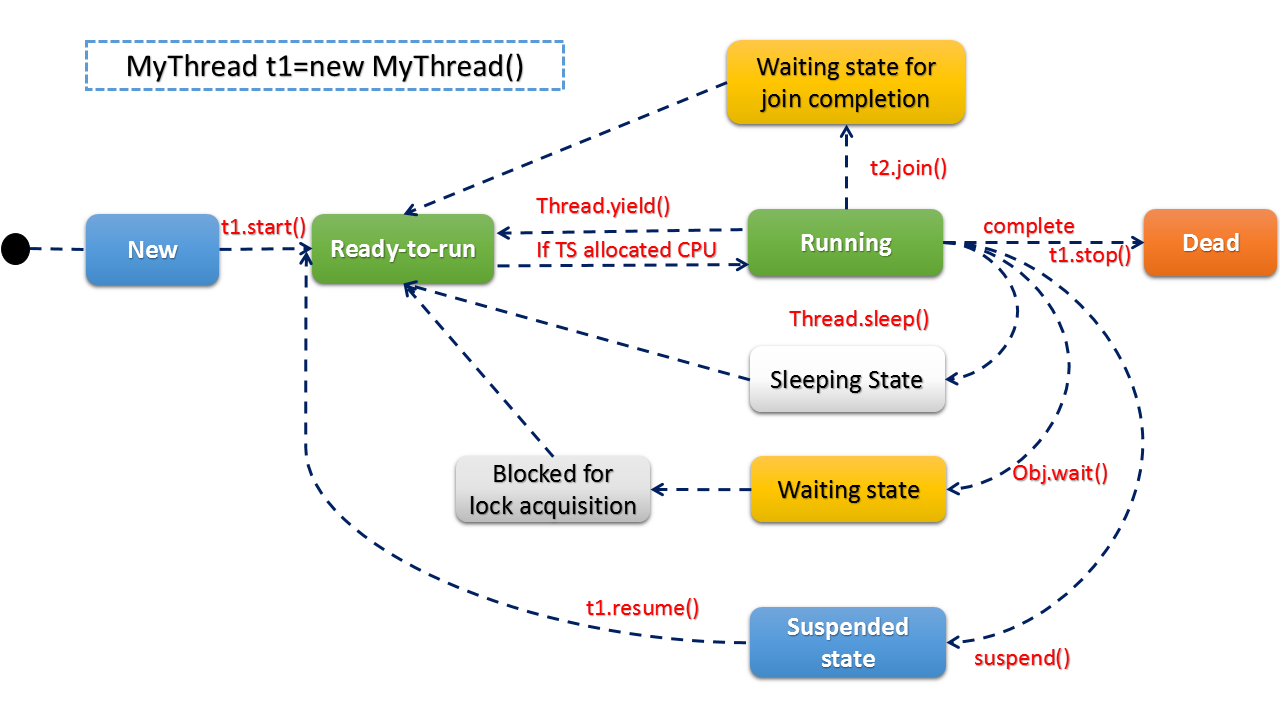 MyThread t1=new MyThread()
Waiting state for
join completion
t2.join()
New
t1.start()
Ready-to-run
Thread.yield()
If TS allocated CPU
Running
complete
t1.stop()
Dead
Thread.sleep()
Sleeping State
Blocked for
lock acquisition
Waiting state
Obj.wait()
t1.resume()
Suspended
state
suspend()